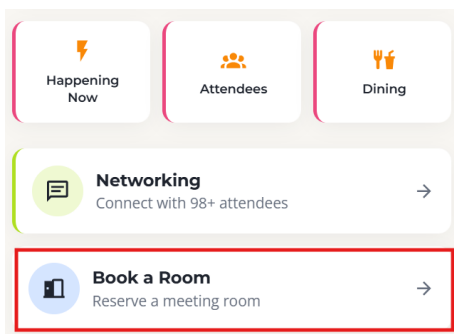 Happening
Now
Attendees
Dining
Networking
Connect with 98+ attendees
Book a Room
Reserve a meeting room